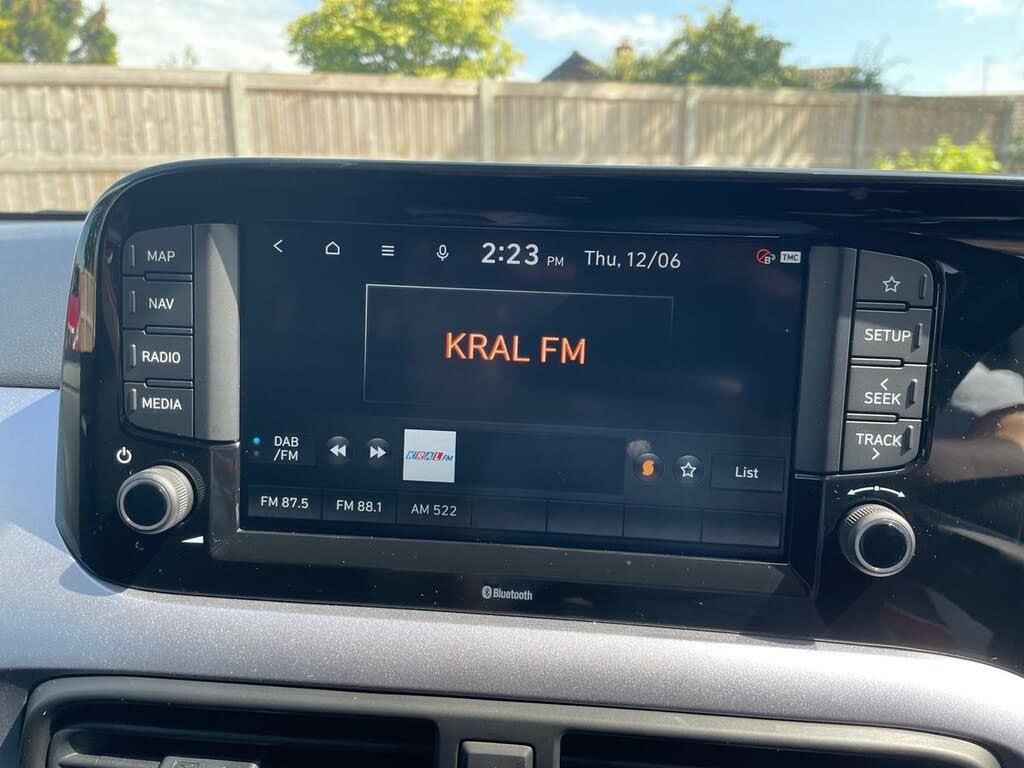 2:23 PM Thu, 12/06
TMC
MAP
NAV
RADIO
MEDIA
KRAL FM
DAB
/FM
KRAL FM
List
FM 87.5 FM 88.1 AM 522
SETUP
< SEEK
TRACK >
Bluetooth